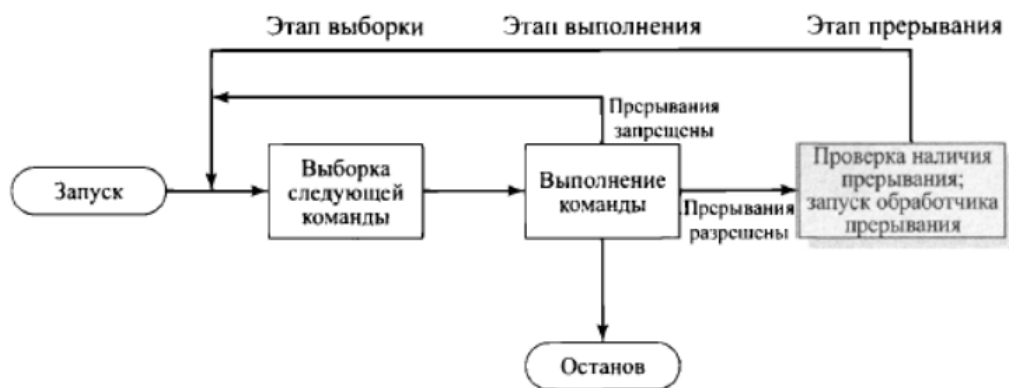 Этап выборки
Этап выполнения
Этап прерывания
Прерывания
запрещены
Запуск
Выборка
следующей
команды
Выполнение
команды
Прерывания
разрешены
Проверка наличия
прерывания;
запуск обработчика
прерывания
Останов